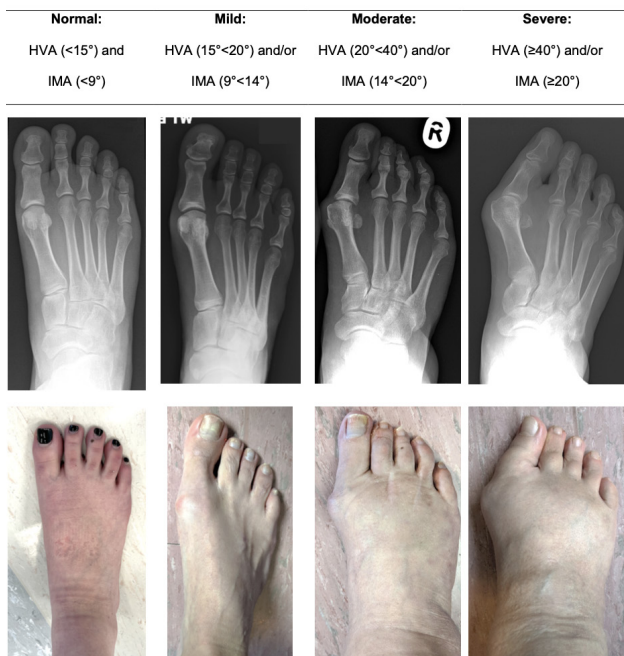 Normal:
HVA (<15°) and
IMA (<9°)
Mild:
HVA (15°<20°) and/or
IMA (9°<14°)
Moderate:
HVA (20°<40°) and/or
IMA (14°<20°)
Severe:
HVA (≥40°) and/or
IMA (≥20°)
R